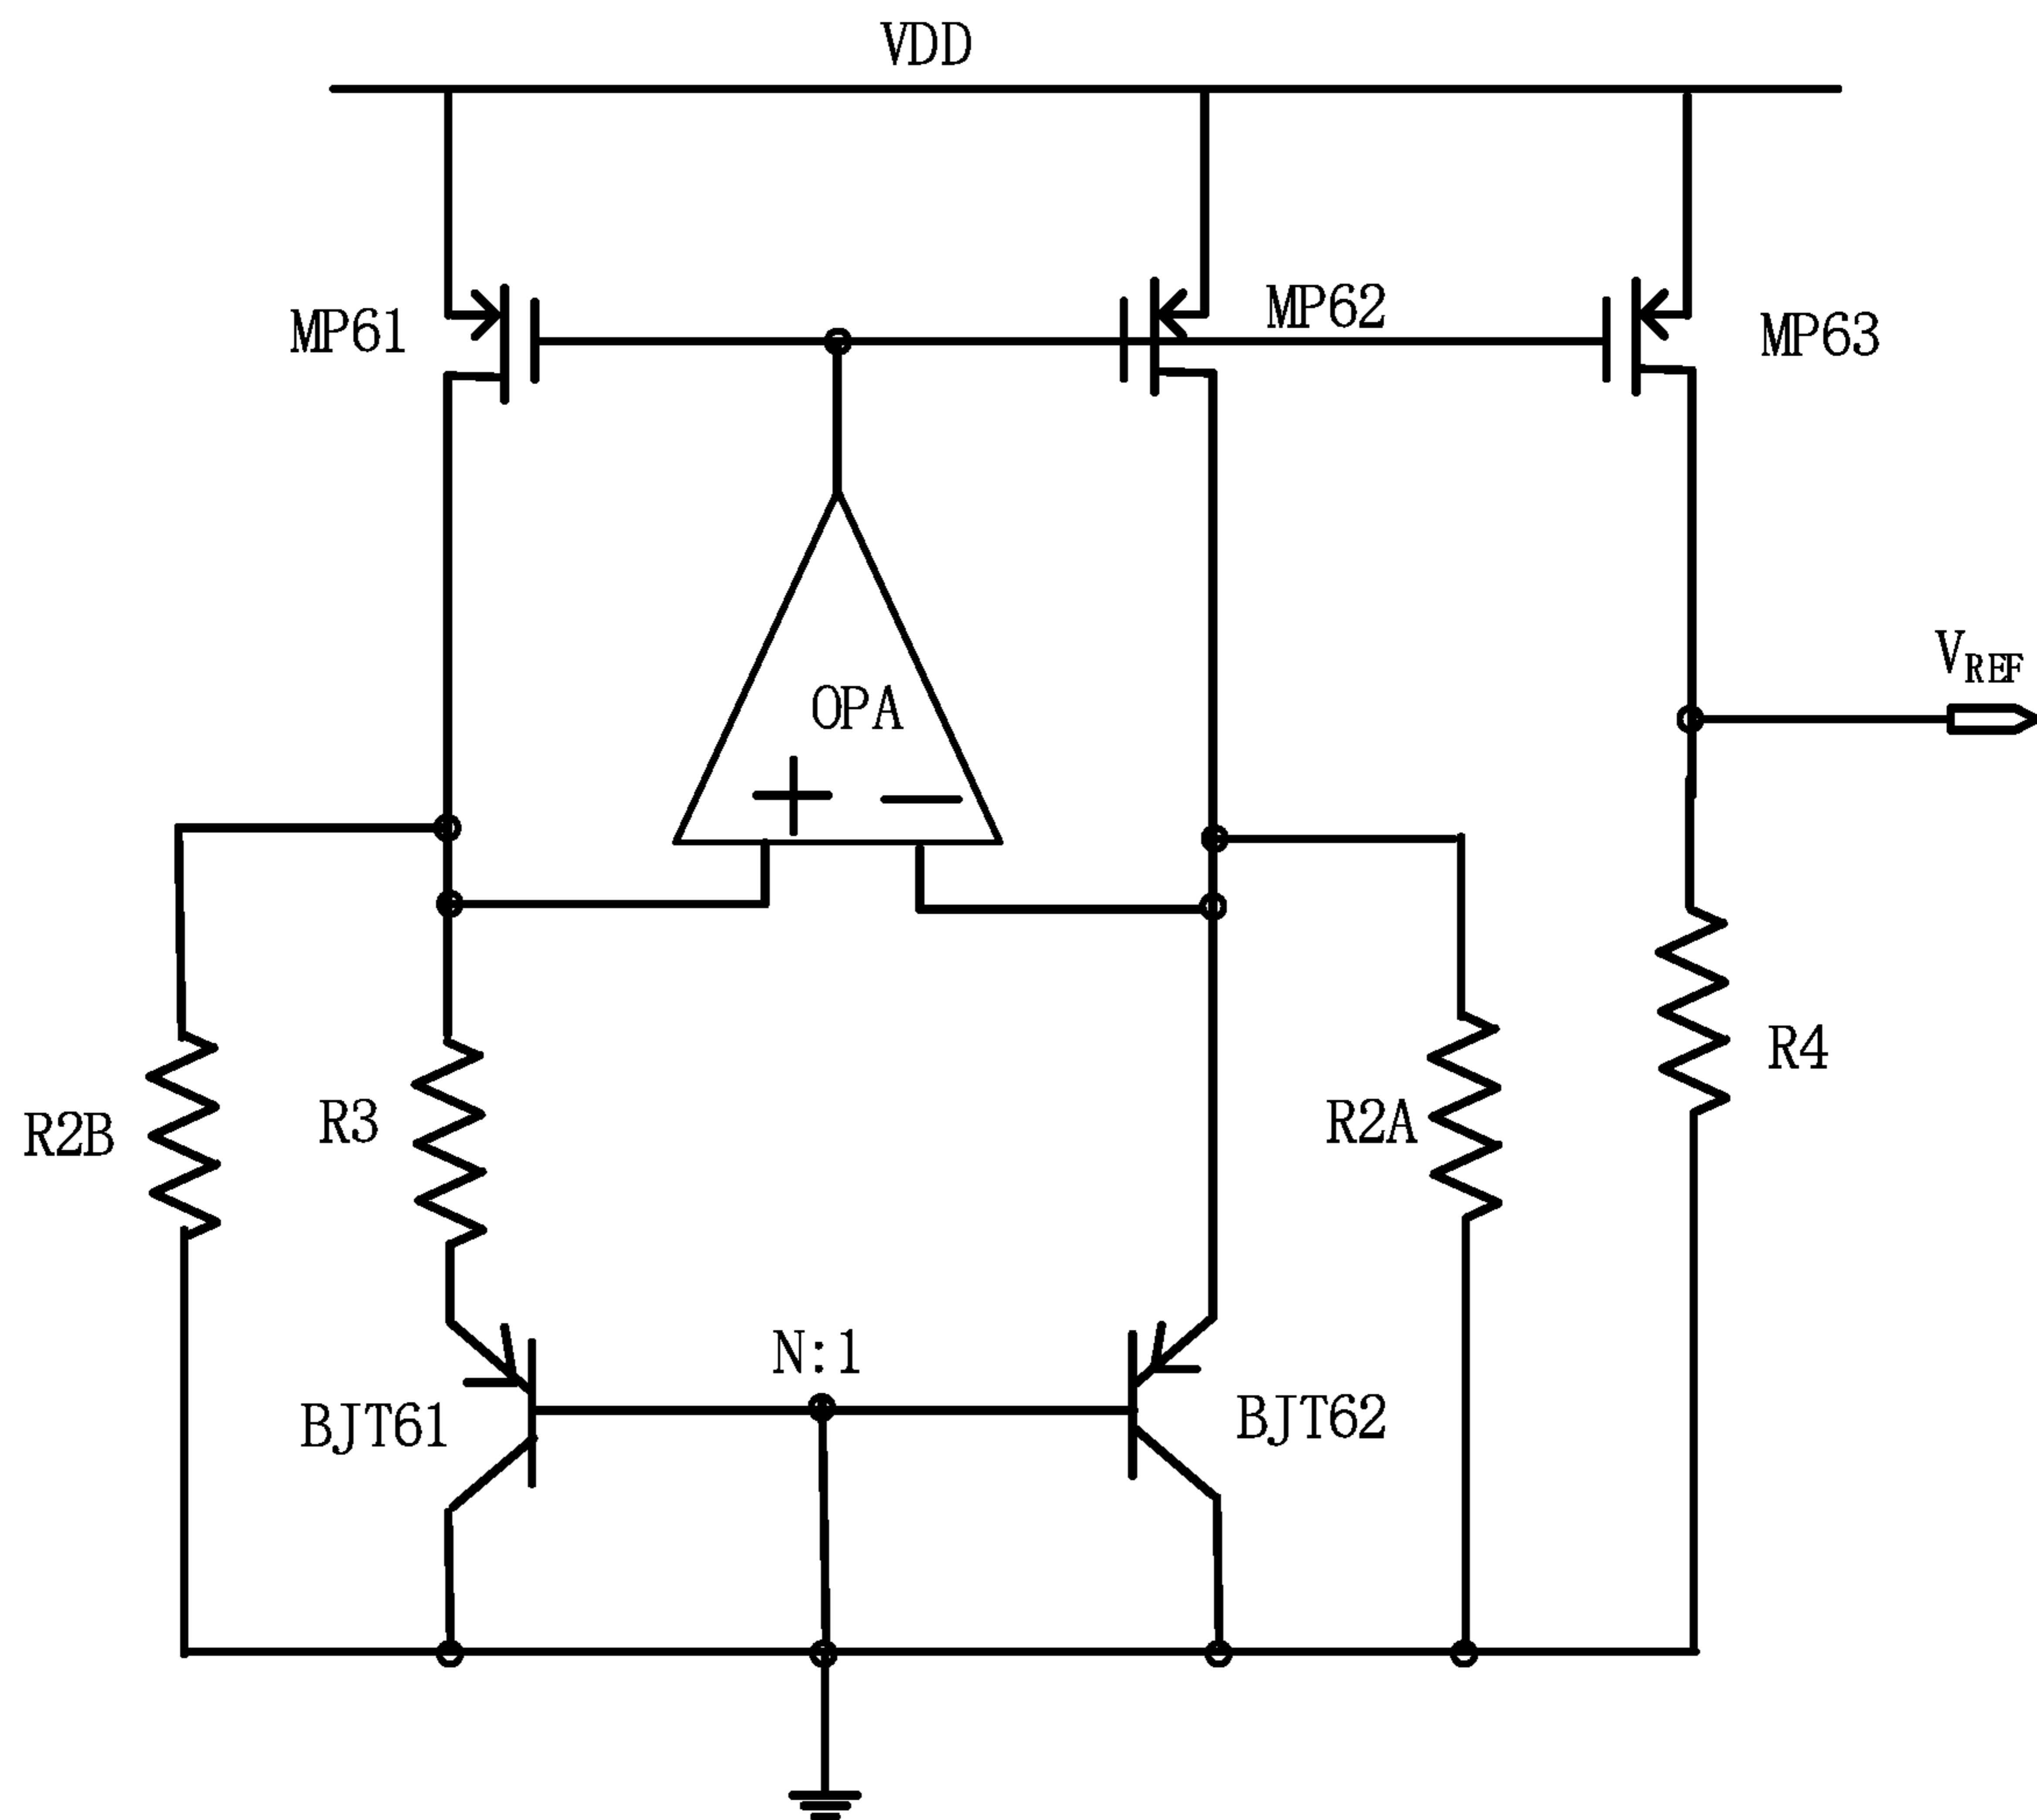 VDD
MP61
MP62
MP63
OPA
+ −
VREF
R2B
R3
R2A
R4
N:1
BJT61
BJT62